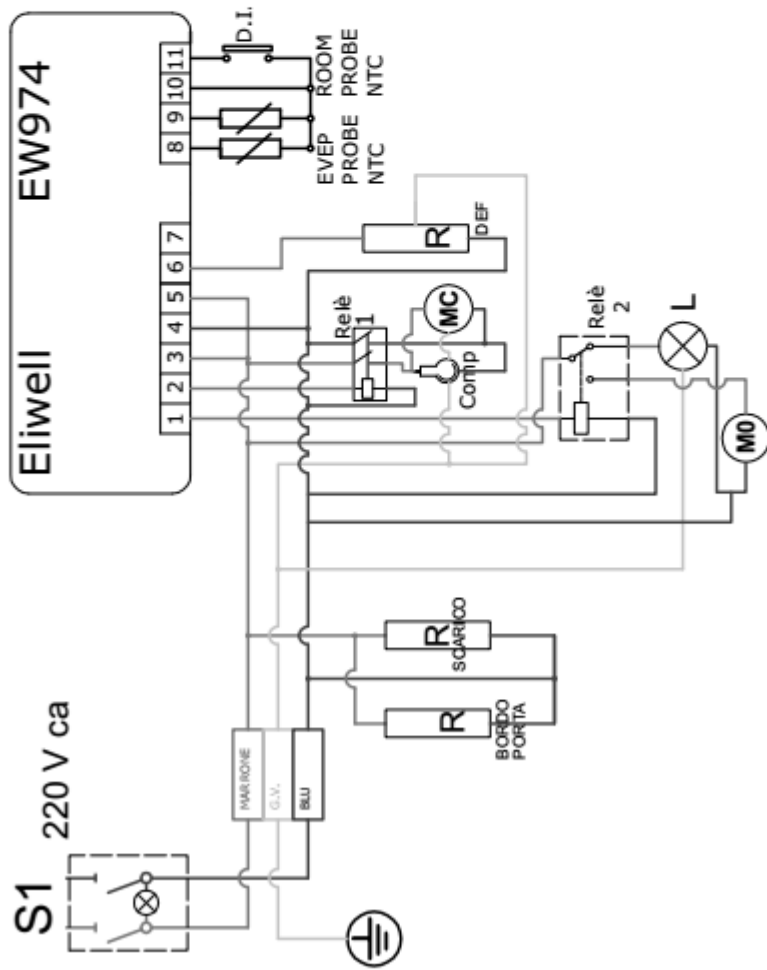 Eliwell EW974
1 2 3 4 5 6 7 8 9 10 11
D.I.
EVEP
PROBE
NTC
ROOM
PROBE
NTC
R
DEF
Relè
1
MC
Comp
Relè
2
L
M0
S1
220 V ca
MARRONE
G.V.
BLU
R
SCARICO
R
BORDO
PORTA